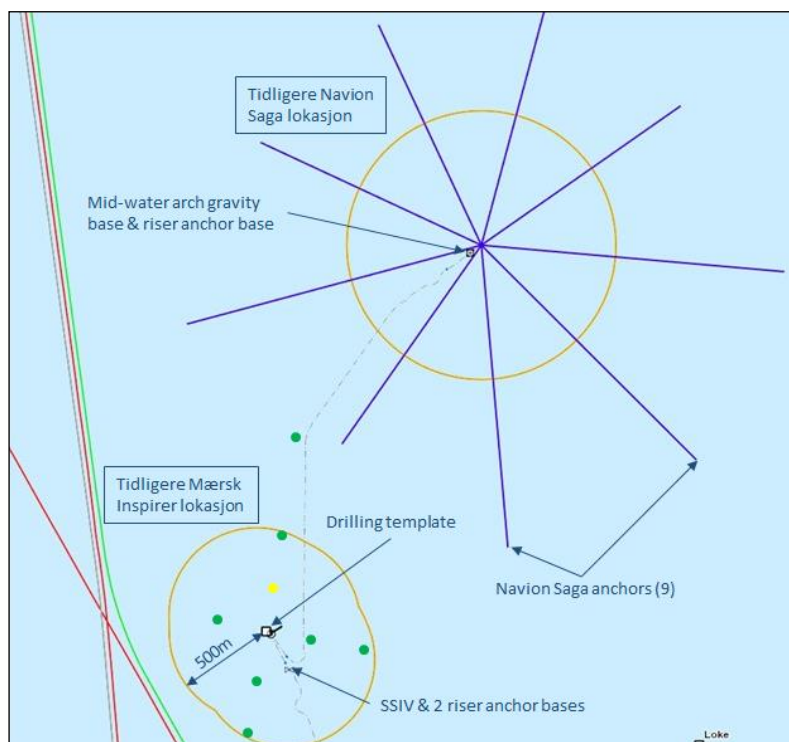 Tidligere Navion
Saga lokasjon
Mid-water arch gravity
base & riser anchor base
Tidligere Mærsk
Inspirer lokasjon
Drilling template
Navion Saga anchors (9)
500m
SSIV & 2 riser anchor bases
Loke